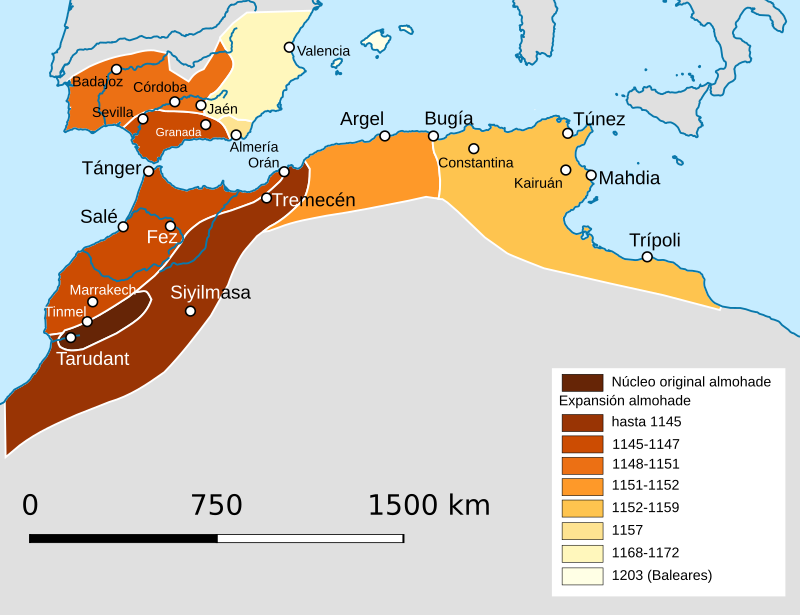 Valencia
Badajoz
Córdoba
Jaén
Sevilla
Granada
Almería
Orán
Argel
Bugía
Túnez
Constantina
Kairuán
Mahdia
Tánger
Tremecén
Salé
Fez
Trípoli
Marrakech
Siyilmasa
Tinmel
Tarudant
Núcleo original almohade
Expansión almohade
hasta 1145
1145-1147
1148-1151
1151-1152
1152-1159
1157
1168-1172
1203 (Baleares)
0 750 1500 km